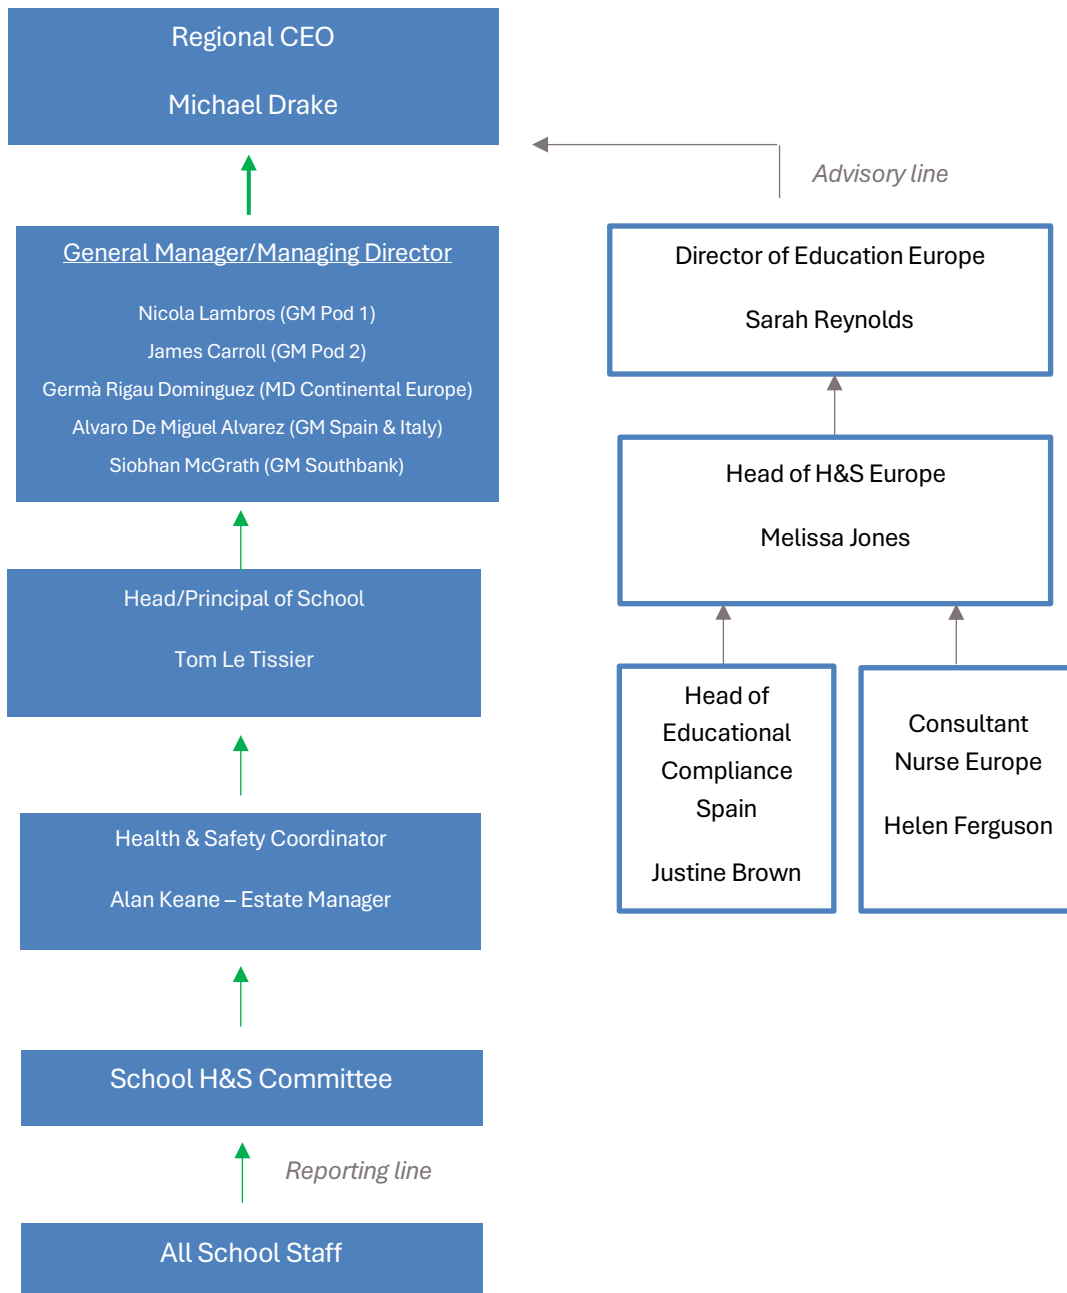 Regional CEO
Michael Drake
Advisory line
General Manager/Managing Director
Nicola Lambros (GM Pod 1)
James Carroll (GM Pod 2)
Germà Rigau Dominguez (MD Continental Europe)
Alvaro De Miguel Alvarez (GM Spain & Italy)
Siobhan McGrath (GM Southbank)
Director of Education Europe
Sarah Reynolds
Head of H&S Europe
Melissa Jones
Head/Principal of School
Tom Le Tissier
Head of
Educational
Compliance
Spain
Justine Brown
Consultant
Nurse Europe
Helen Ferguson
Health & Safety Coordinator
Alan Keane – Estate Manager
School H&S Committee
Reporting line
All School Staff